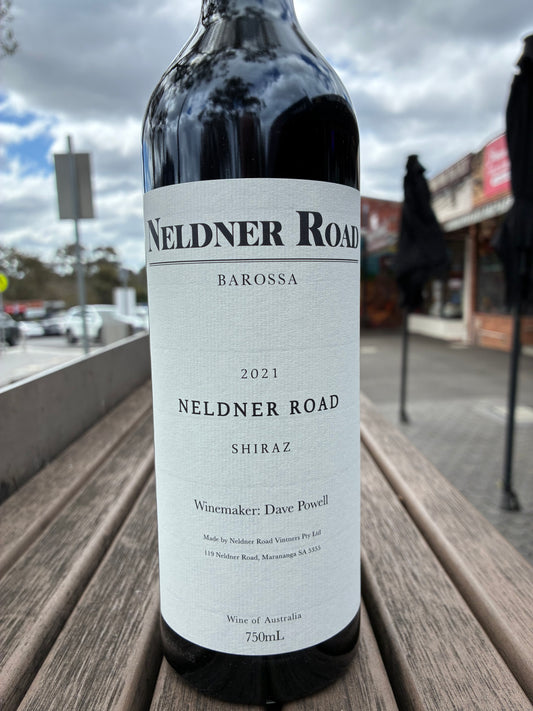 NELDNER ROAD
BAROSSA
2021
NELDNER ROAD
SHIRAZ
Winemaker: Dave Powell
Made by Neldner Road Vintners Pty Ltd
119 Neldner Road, Marananga SA 5355
Wine of Australia
750mL